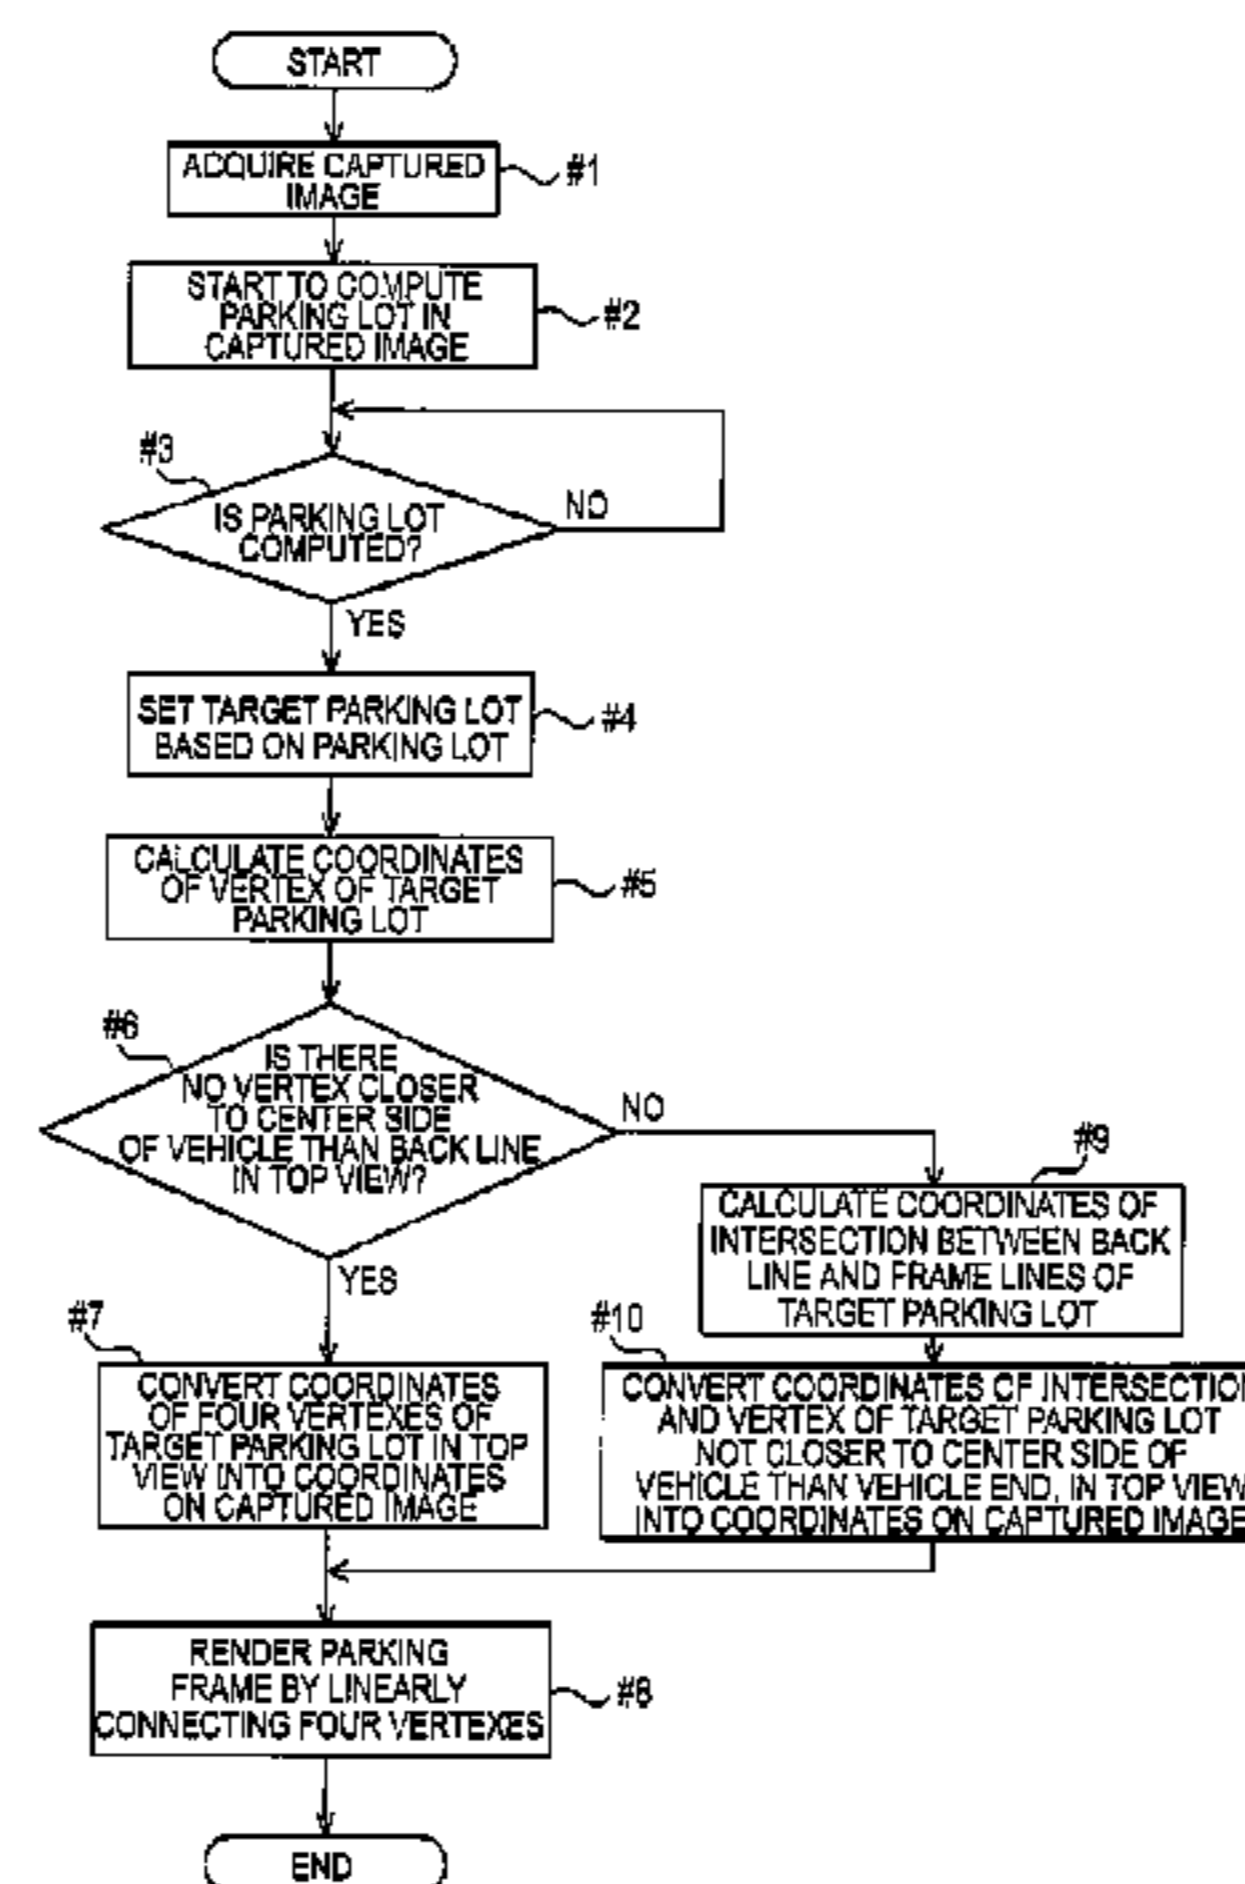 START
ACQUIRE CAPTURED
IMAGE
#1
START TO COMPUTE
PARKING LOT IN
CAPTURED IMAGE
#2
#3
IS PARKING LOT
COMPUTED?
NO
YES
SET TARGET PARKING LOT
BASED ON PARKING LOT
#4
CALCULATE COORDINATES
OF VERTEX OF TARGET
PARKING LOT
#5
#6
IS THERE
NO VERTEX CLOSER
TO CENTER SIDE
OF VEHICLE THAN BACK LINE
IN TOP VIEW?
NO
YES
#9
CALCULATE COORDINATES OF
INTERSECTION BETWEEN BACK
LINE AND FRAME LINES OF
TARGET PARKING LOT
#7
CONVERT COORDINATES
OF FOUR VERTEXES OF
TARGET PARKING LOT IN TOP
VIEW INTO COORDINATES
ON CAPTURED IMAGE
#10
CONVERT COORDINATES OF INTERSECTION
AND VERTEX OF TARGET PARKING LOT
NOT CLOSER TO CENTER SIDE OF
VEHICLE THAN VEHICLE END, IN TOP VIEW
INTO COORDINATES ON CAPTURED IMAGE
RENDER PARKING
FRAME BY LINEARLY
CONNECTING FOUR VERTEXES
#8
END